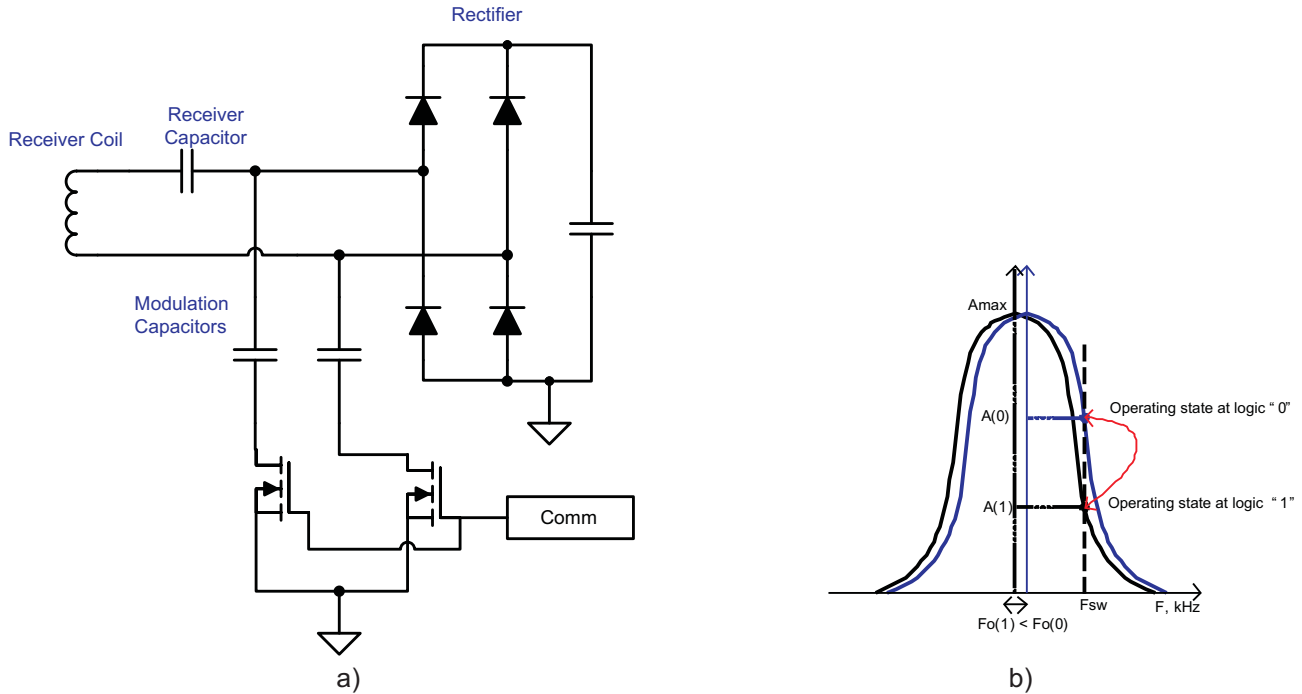 Rectifier
Receiver
Capacitor
Receiver Coil
Modulation
Capacitors
Comm
a)
Amax
A(0)
Operating state at logic “ 0”
A(1)
Operating state at logic “ 1”
Fsw
F, kHz
Fo(1) < Fo(0)
b)